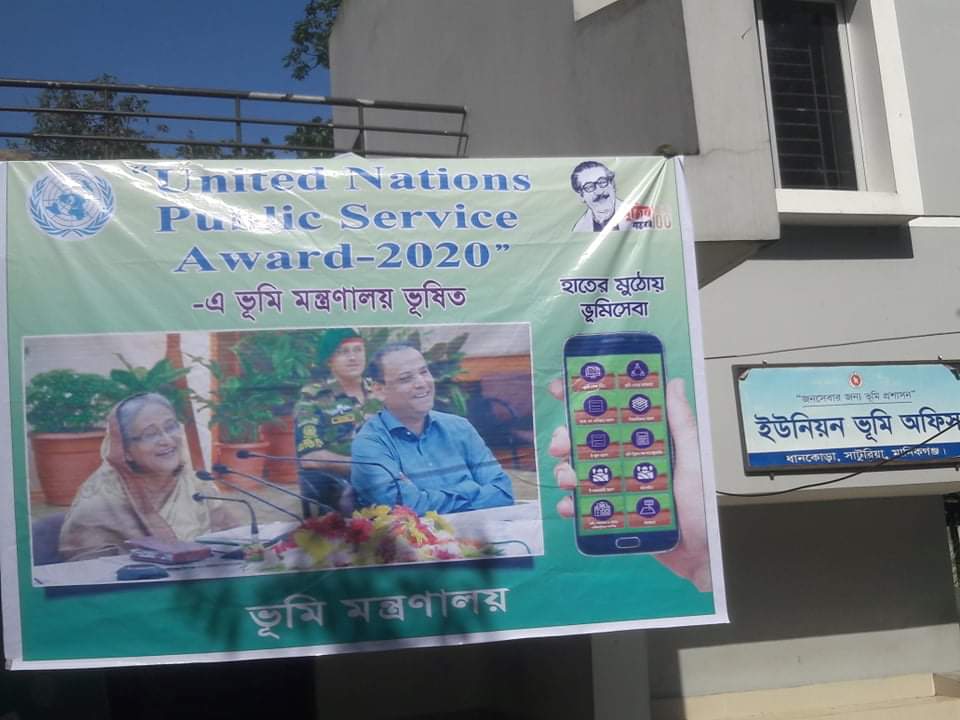 "United Nations
Public Service
Award-2020"
-এ ভূমি মন্ত্রণালয় ভূষিত
হাতের মুঠোয়
ভূমিসেবা
ভূমি মন্ত্রণালয়
"জনসেবার জন্য ভূমি প্রশাসন"
ইউনিয়ন ভূমি অফিস
ধানকোড়া, সাটুরিয়া, মানিকগঞ্জ।